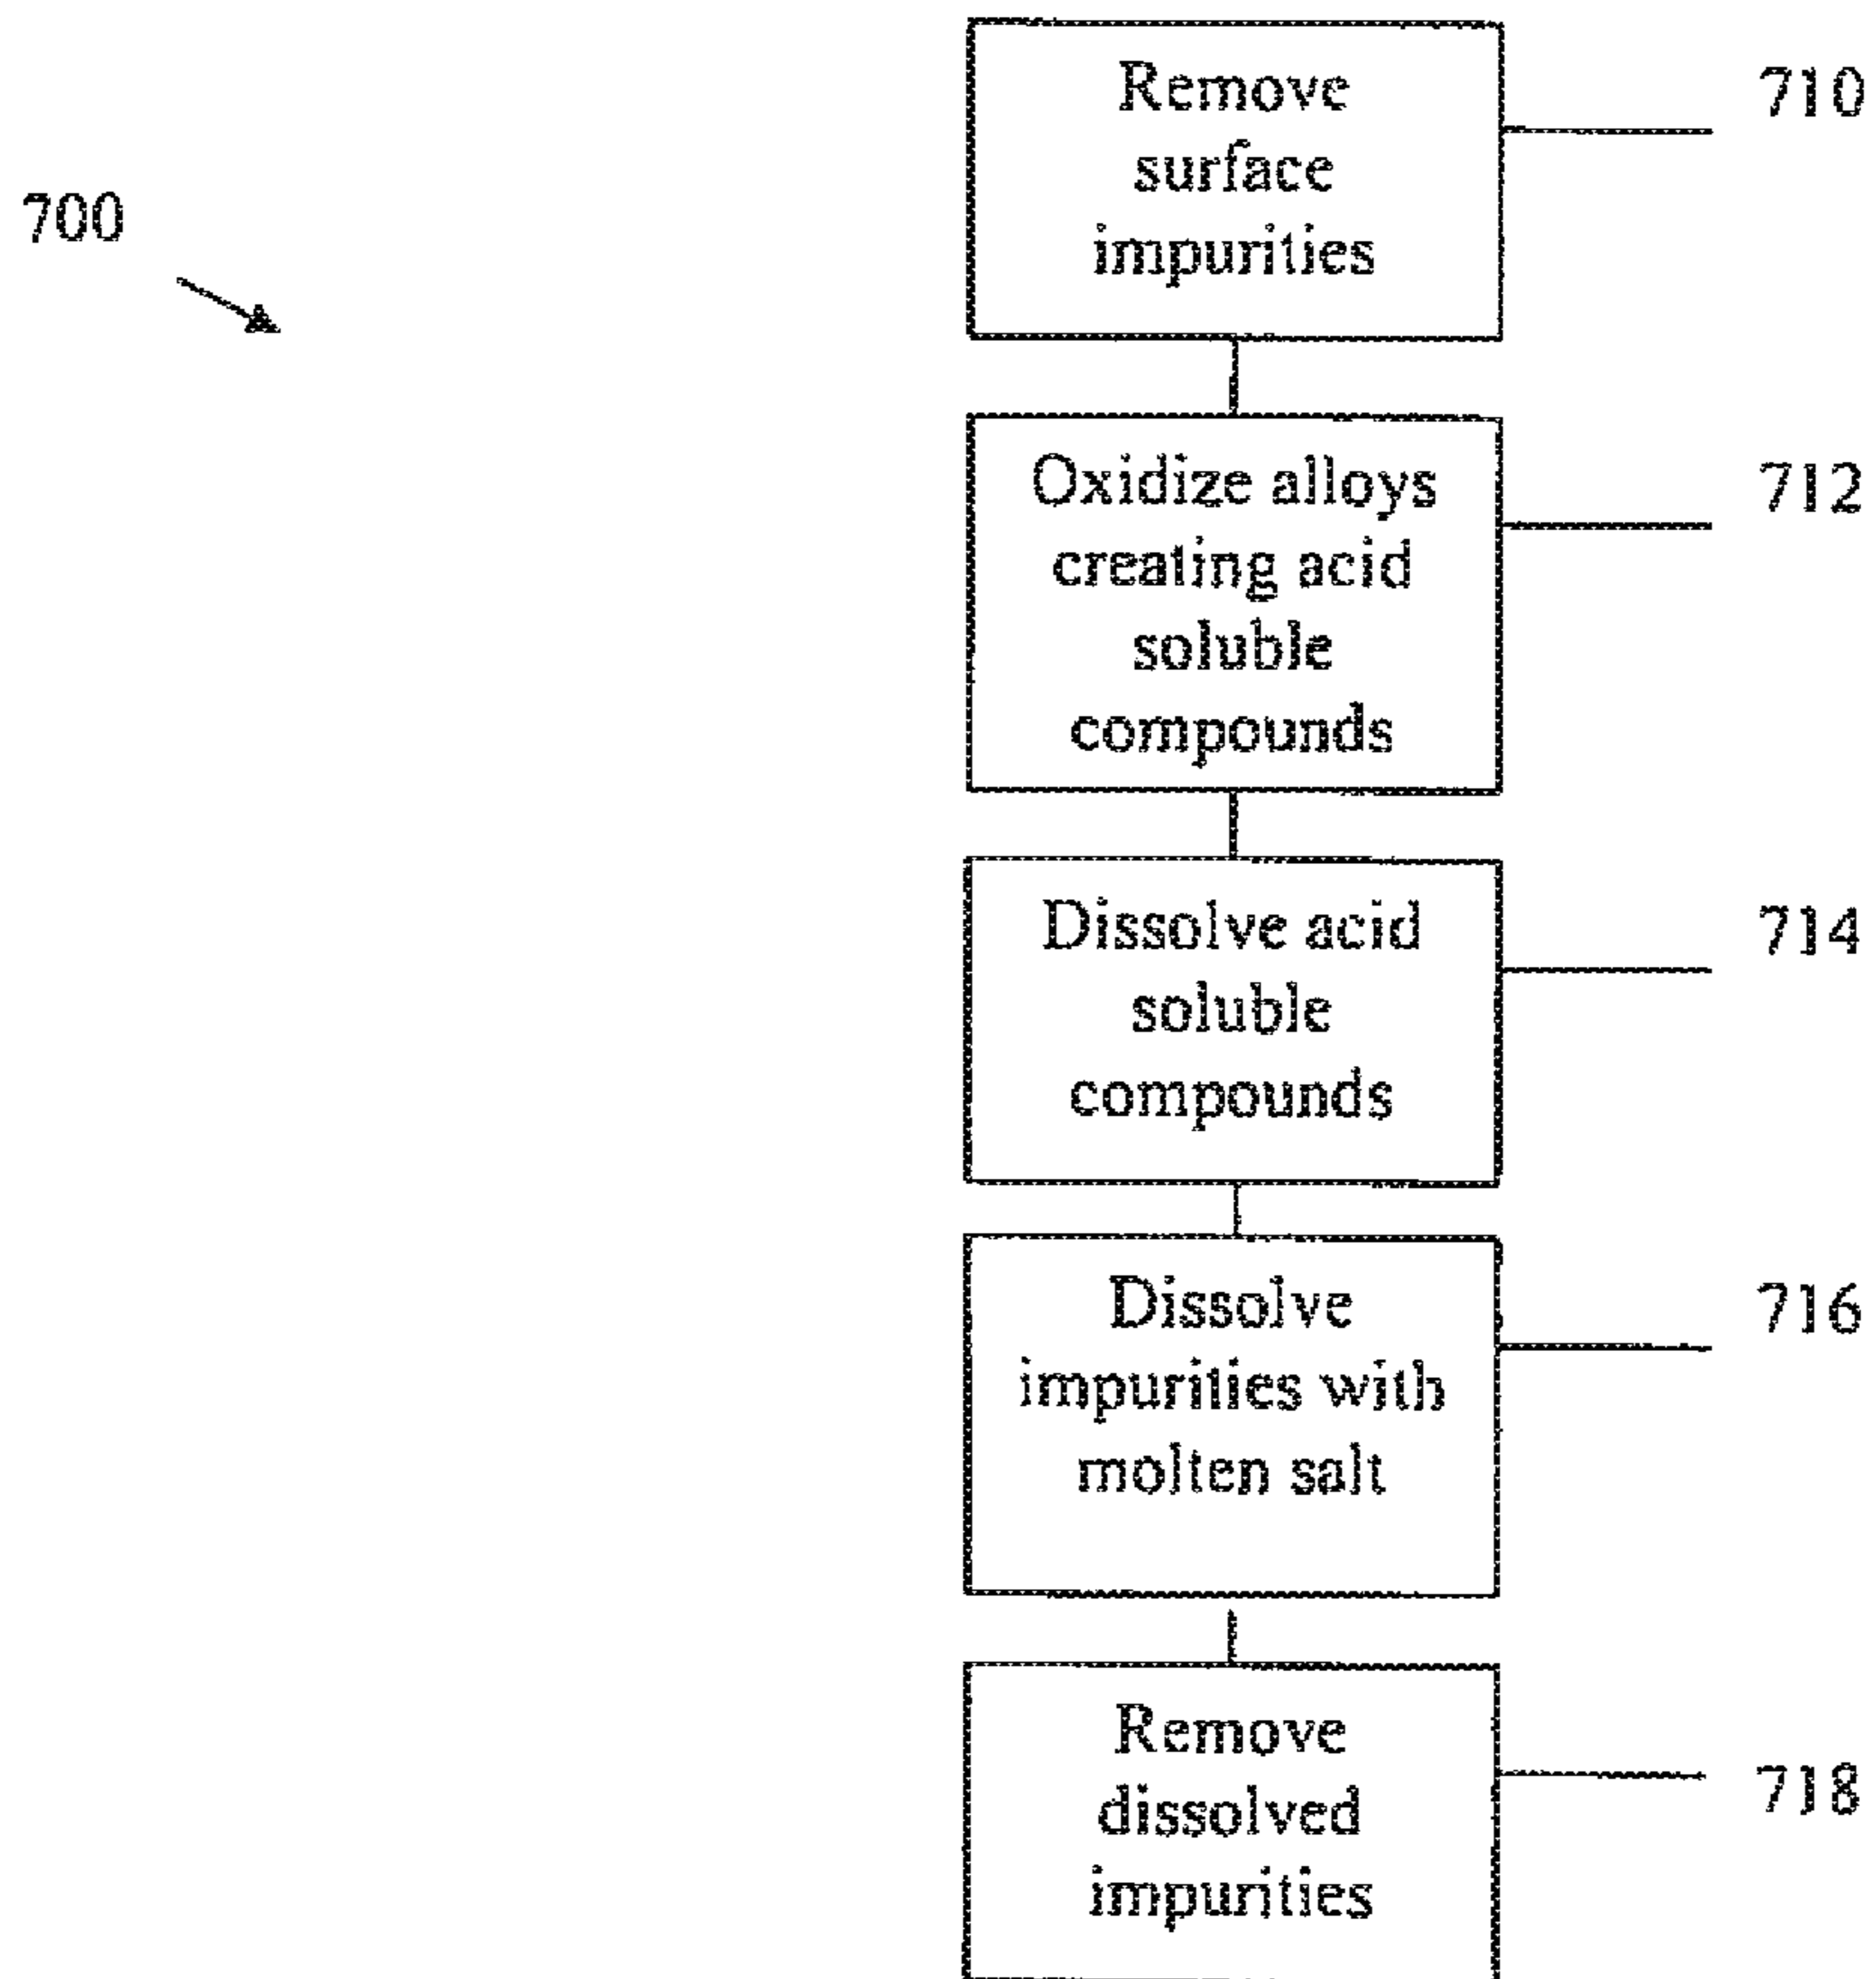 700
Remove
surface
impurities
710
Oxidize alloys
creating acid
soluble
compounds
712
Dissolve acid
soluble
compounds
714
Dissolve
impurities with
molten salt
716
Remove
dissolved
impurities
718